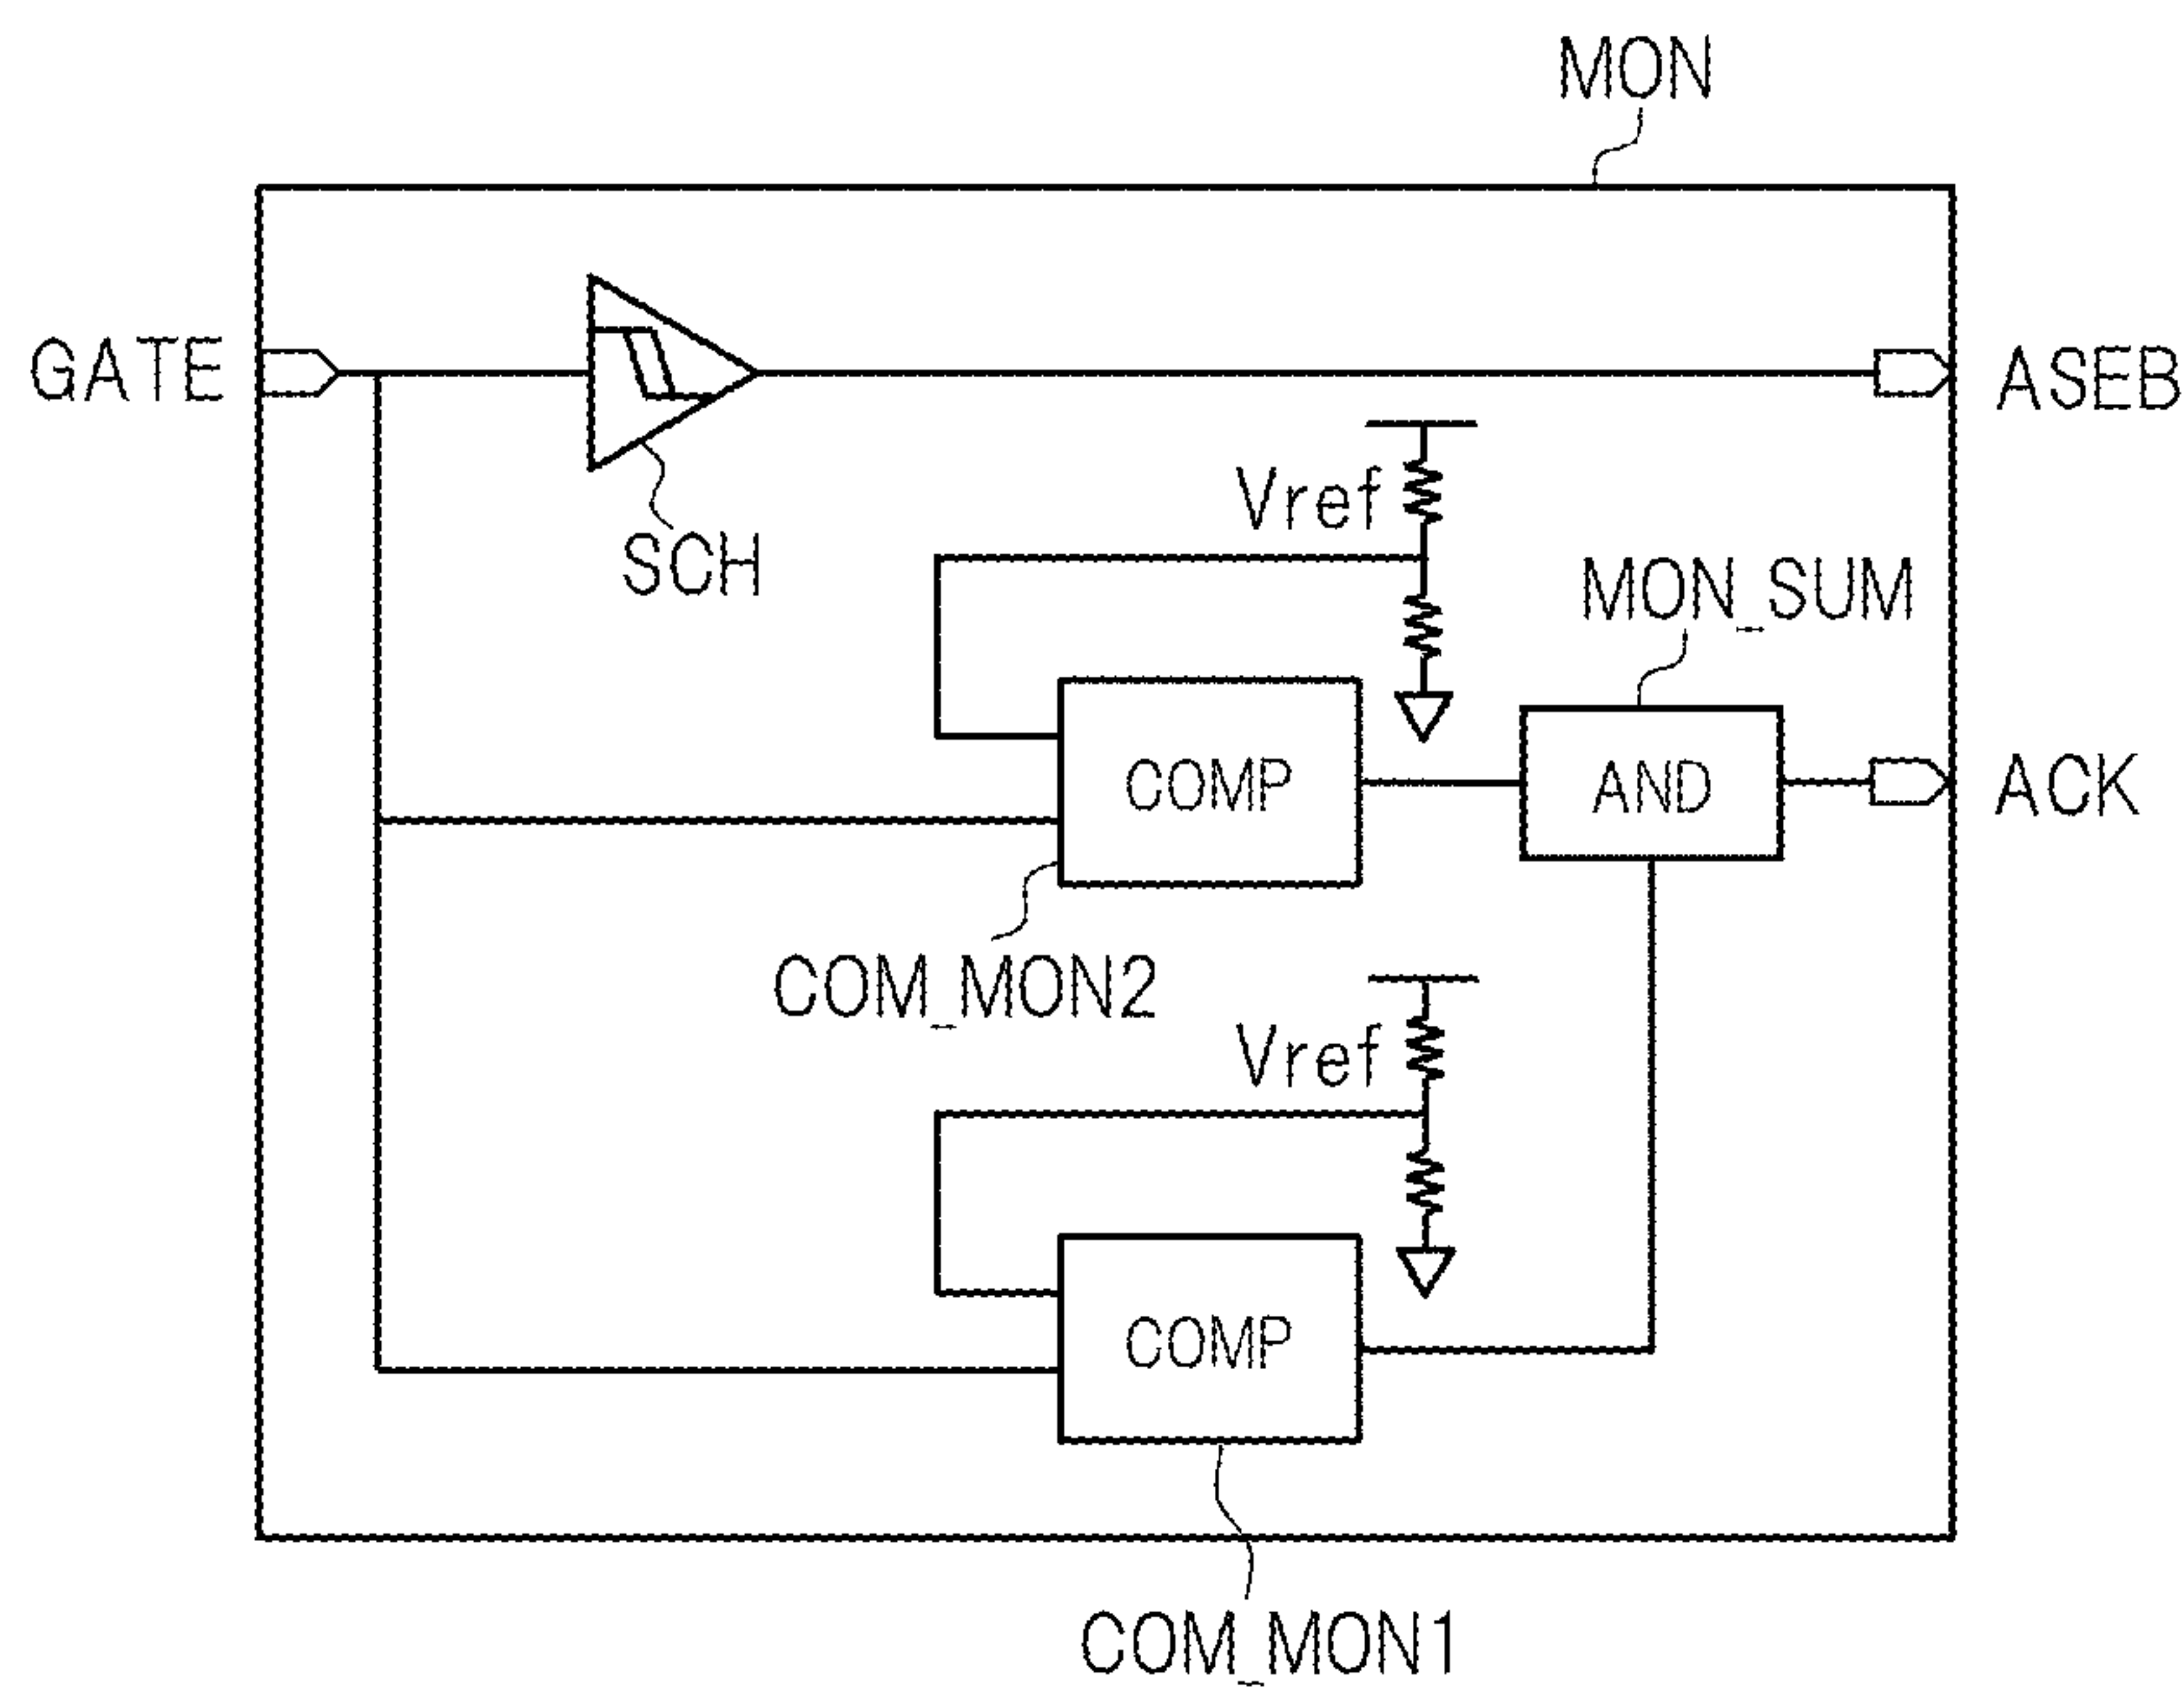 MON
GATE
ASEB
SCH
Vref
MON_SUM
COMP
AND
ACK
COM_MON2
Vref
COMP
COM_MON1